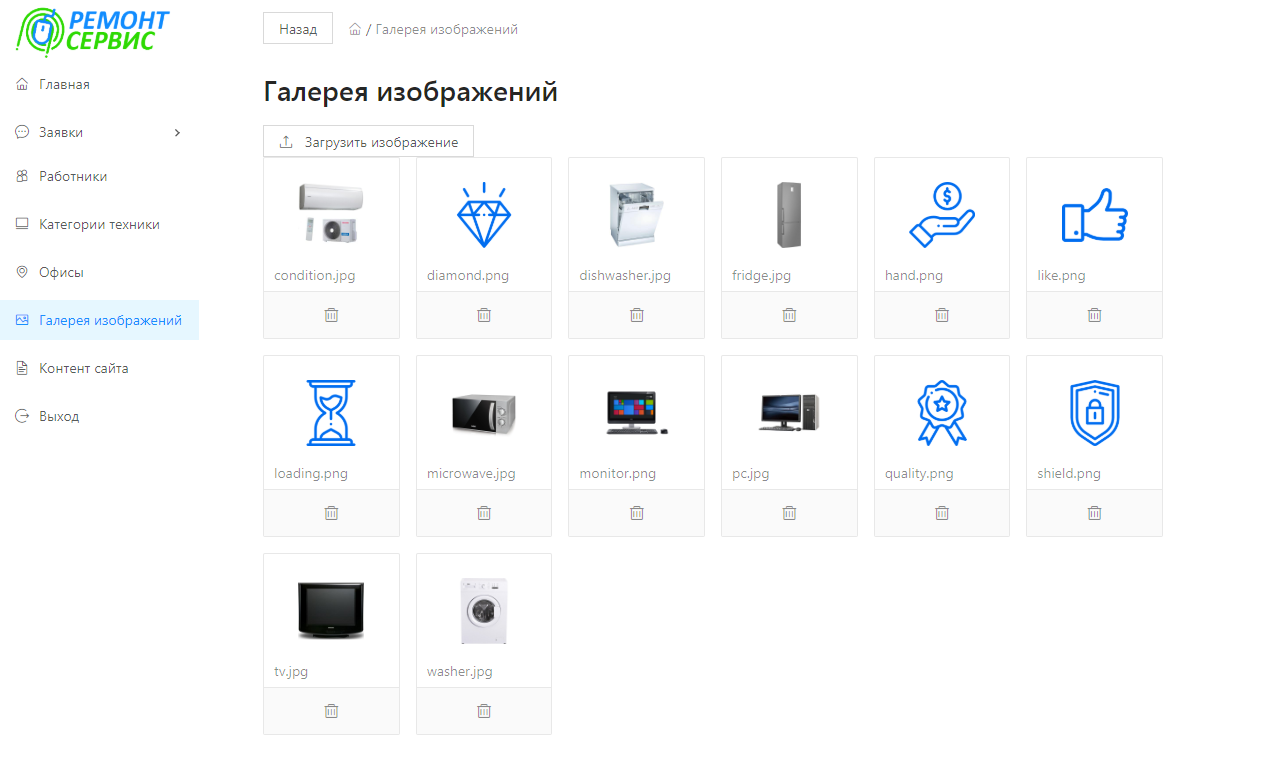 РЕМОНТ
СЕРВИС
Главная
Заявки
Работники
Категории техники
Офисы
Галерея изображений
Контент сайта
Выход
Назад
/ Галерея изображений
Галерея изображений
Загрузить изображение
condition.jpg
diamond.png
dishwasher.jpg
fridge.jpg
hand.png
like.png
loading.png
microwave.jpg
monitor.png
pc.jpg
quality.png
shield.png
tv.jpg
washer.jpg